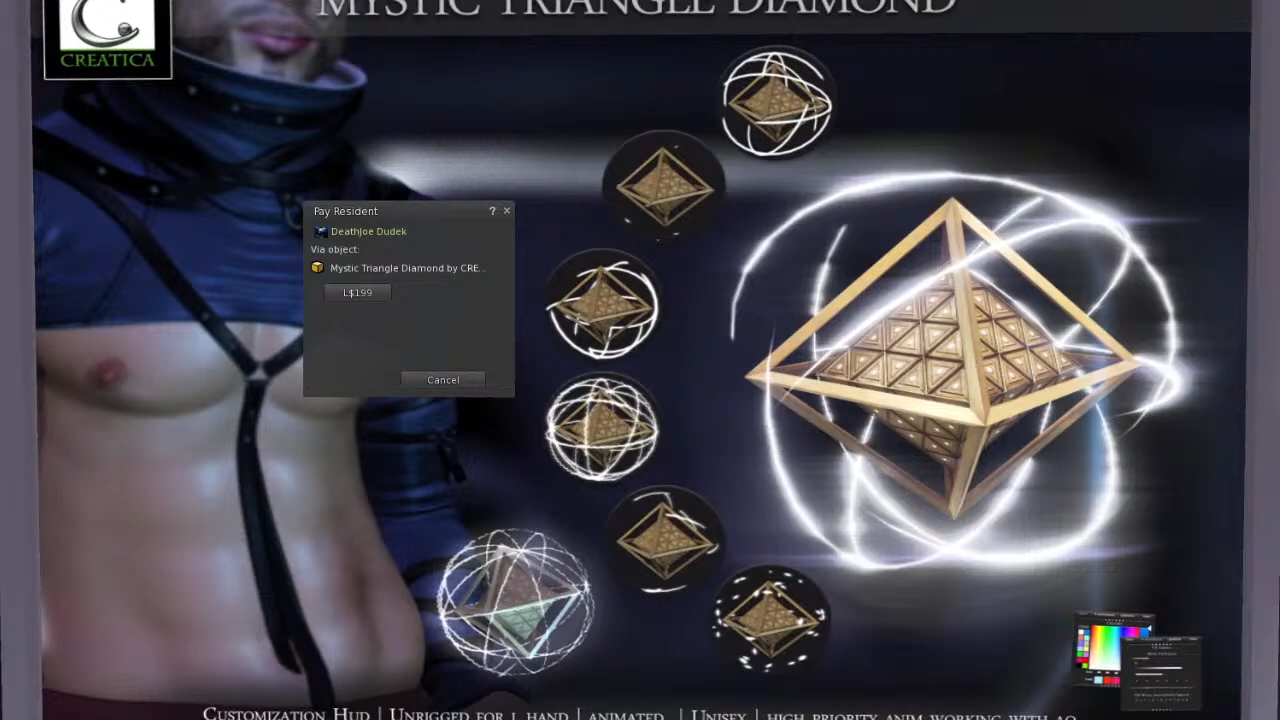 MYSTIC TRIANGLE DIAMOND
CREATICA
Pay Resident ? ×
DeathJoe Dudek
Via object:
Mystic Triangle Diamond by CRE...
L$199
Cancel
CUSTOMIZATION HUD | UNRIGGED FOR L HAND | ANIMATED | UNISEX | HIGH PRIORITY ANIM WORKING WITH AO